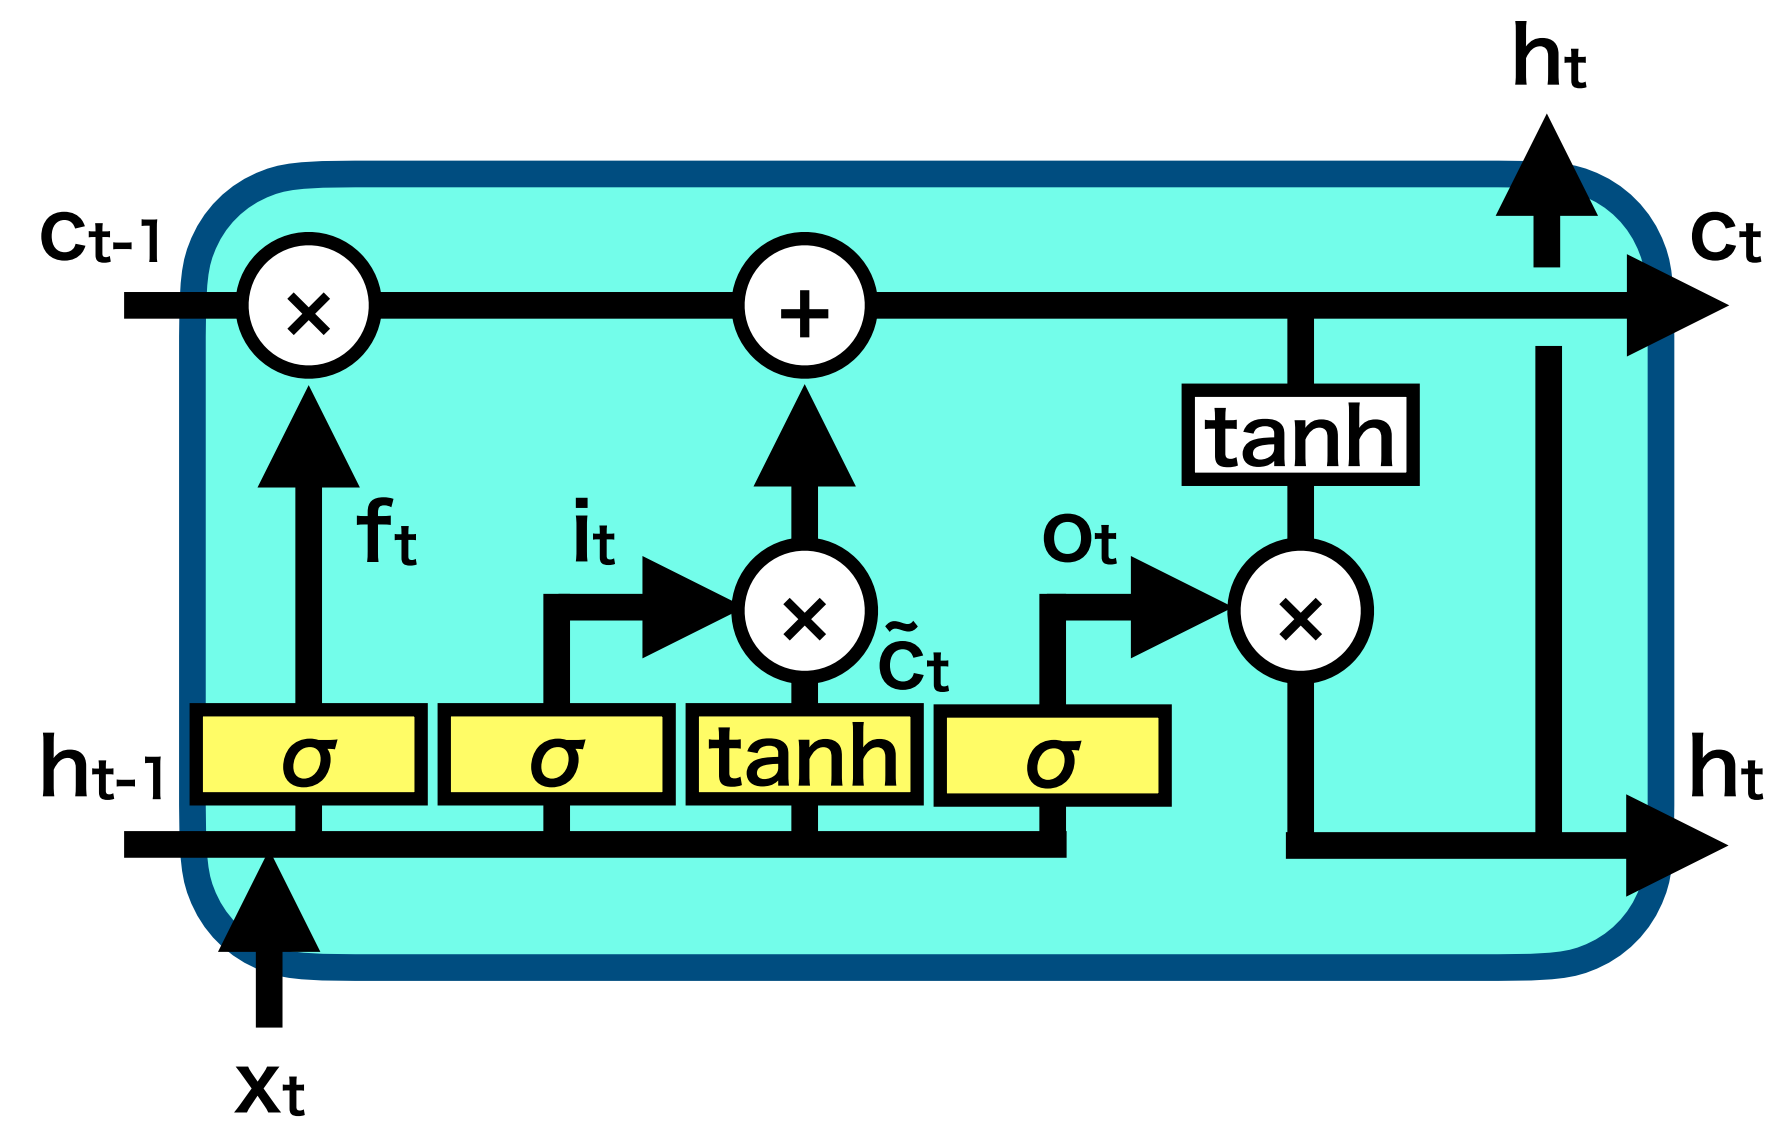 ht
Ct-1
Ct
×
+
tanh
ft
it
ot
×
×
C̃t
ht-1
σ
σ
tanh
σ
ht
xt